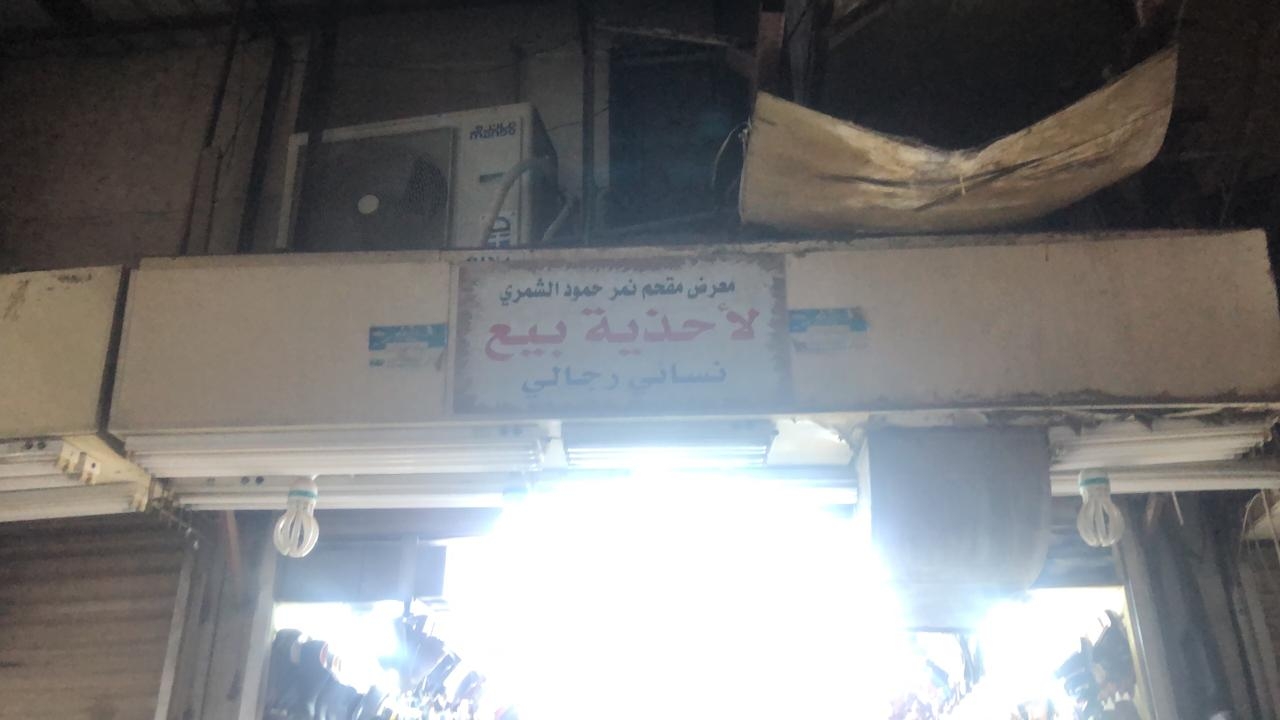 معرض مقحم نمر حمود الشمري
لأحذية بيع
نسائي رجالي